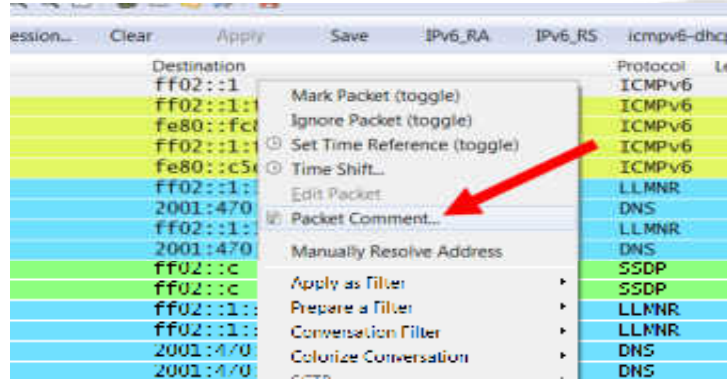 ession... Clear Apply Save IPv6_RA IPv6_RS icmpv6-dhcp
Destination Protocol Le
ff02::1 ICMPv6
ff02::1:f ICMPv6
fe80::fc8 ICMPv6
ff02::1:f ICMPv6
fe80::c5 ICMPv6
ff02::1: LLMNR
2001:470 DNS
ff02::1: LLMNR
2001:470 DNS
ff02::c SSDP
ff02::c SSDP
ff02::1: LLMNR
ff02::1: LLMNR
2001:470 DNS
2001:470 DNS
Mark Packet (toggle)
Ignore Packet (toggle)
Set Time Reference (toggle)
Time Shift...
Edit Packet
Packet Comment...
Manually Resolve Address
Apply as Filter
Prepare a Filter
Conversation Filter
Colorize Conversation
SCTP